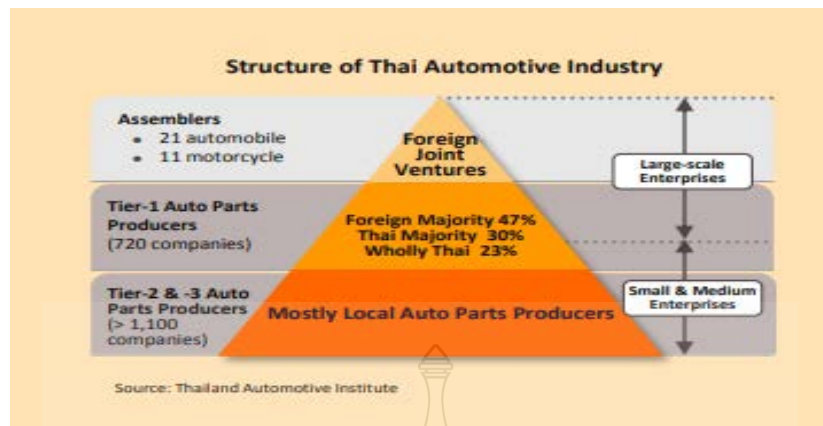 Structure of Thai Automotive Industry
Assemblers
• 21 automobile
• 11 motorcycle
Foreign
Joint
Ventures
Large-scale
Enterprises
Tier-1 Auto Parts
Producers
(720 companies)
Foreign Majority 47%
Thai Majority 30%
Wholly Thai 23%
Tier-2 & -3 Auto
Parts Producers
(> 1,100
companies)
Mostly Local Auto Parts Producers
Small & Medium
Enterprises
Source: Thailand Automotive Institute